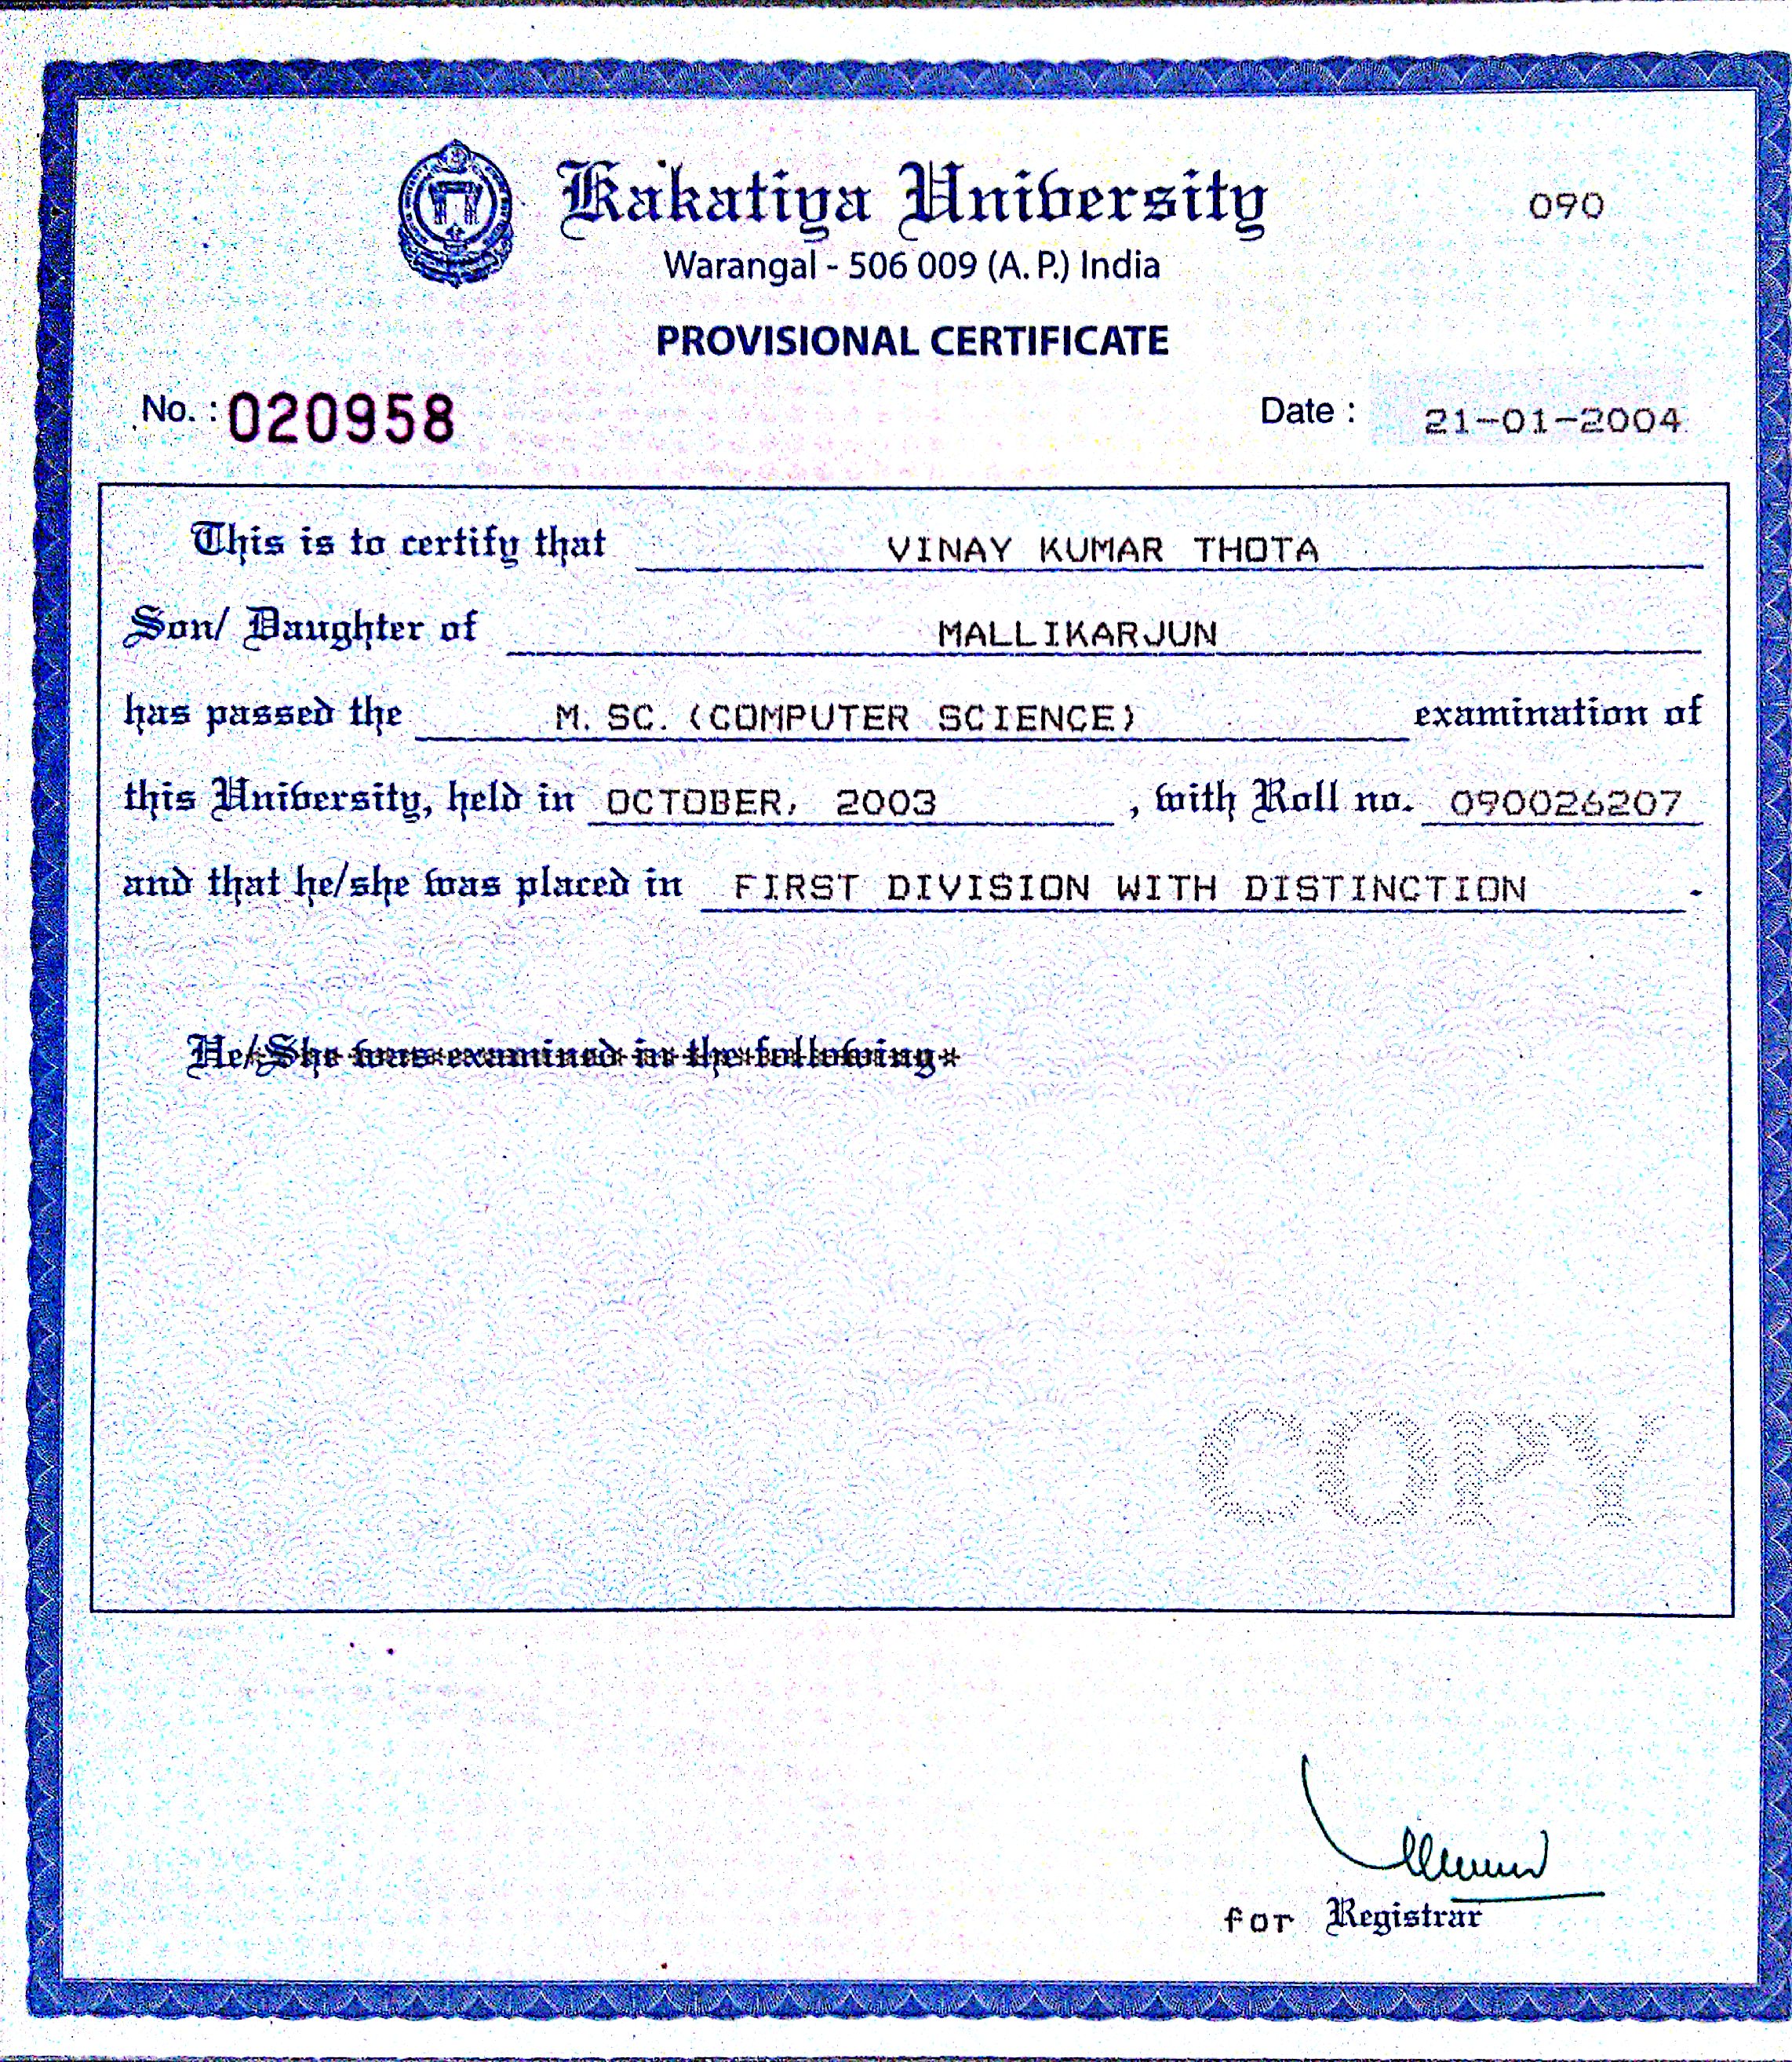 Kakatiya University
090
Warangal - 506 009 (A. P.) India
PROVISIONAL CERTIFICATE
No. : 020958
Date : 21-01-2004
This is to certify that VINAY KUMAR THOTA
Son/ Daughter of MALLIKARJUN
has passed the M. SC. (COMPUTER SCIENCE) examination of
this University, held in OCTOBER, 2003 , with Roll no. 090026207
and that he/she was placed in FIRST DIVISION WITH DISTINCTION .
He/She was examined in the following
COPY
for Registrar